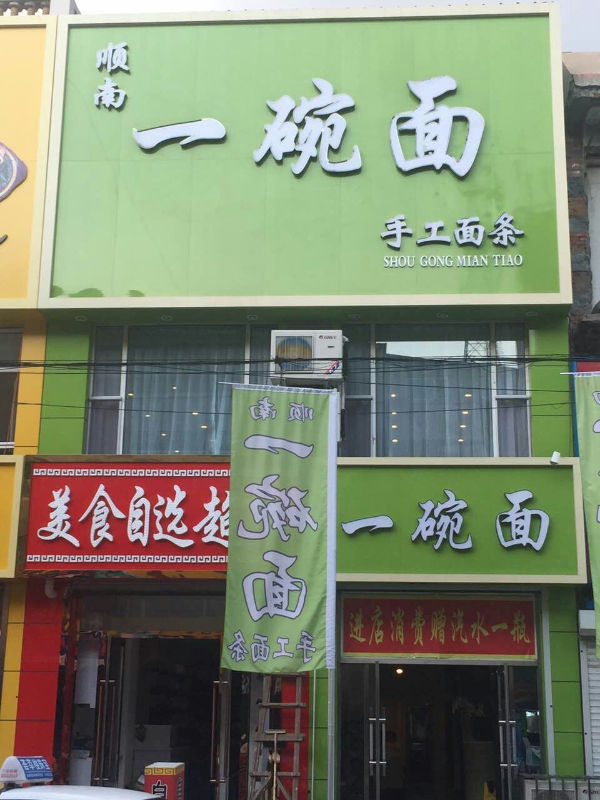 顺南
一碗面
手工面条
SHOU GONG MIAN TIAO
顺南
一碗面
手工面条
美食自选超
一碗面
进店消费赠汽水一瓶